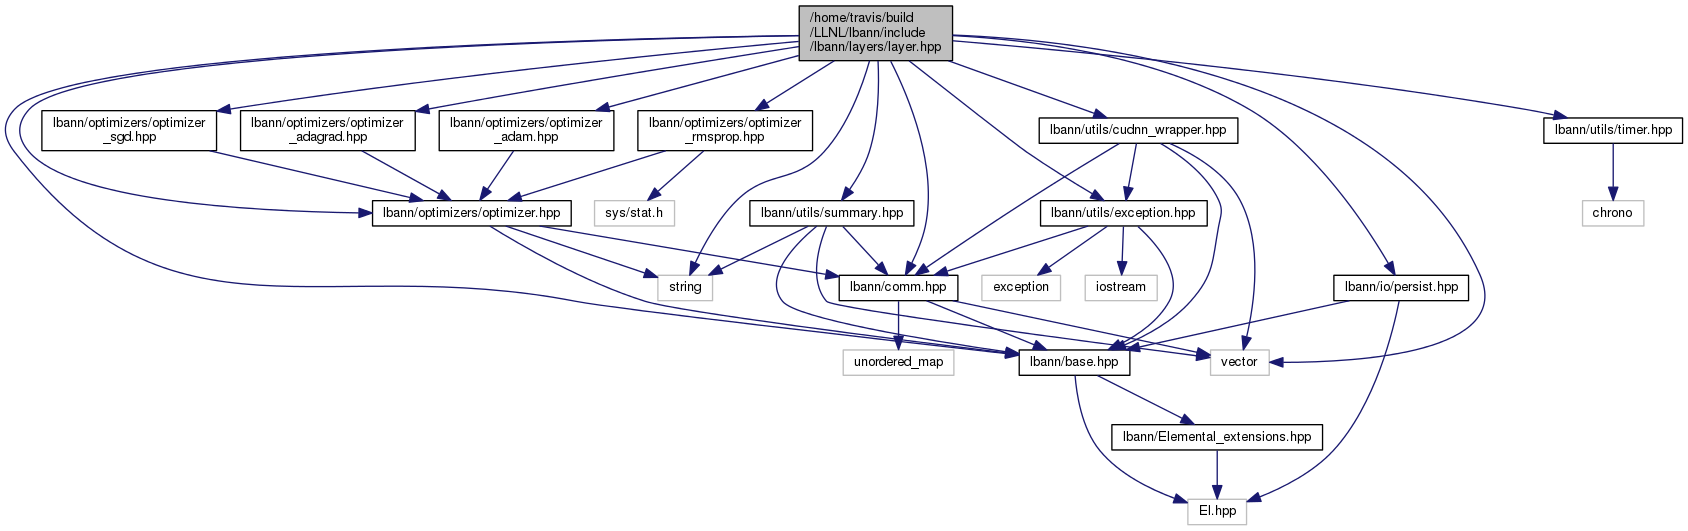 /home/travis/build
/LLNL/lbann/include
/lbann/layers/layer.hpp
lbann/optimizers/optimizer
_sgd.hpp
lbann/optimizers/optimizer
_adagrad.hpp
lbann/optimizers/optimizer
_adam.hpp
lbann/optimizers/optimizer
_rmsprop.hpp
lbann/utils/cudnn_wrapper.hpp
lbann/utils/timer.hpp
lbann/optimizers/optimizer.hpp
sys/stat.h
lbann/utils/summary.hpp
lbann/utils/exception.hpp
chrono
string
lbann/comm.hpp
exception
iostream
lbann/io/persist.hpp
unordered_map
lbann/base.hpp
vector
lbann/Elemental_extensions.hpp
El.hpp